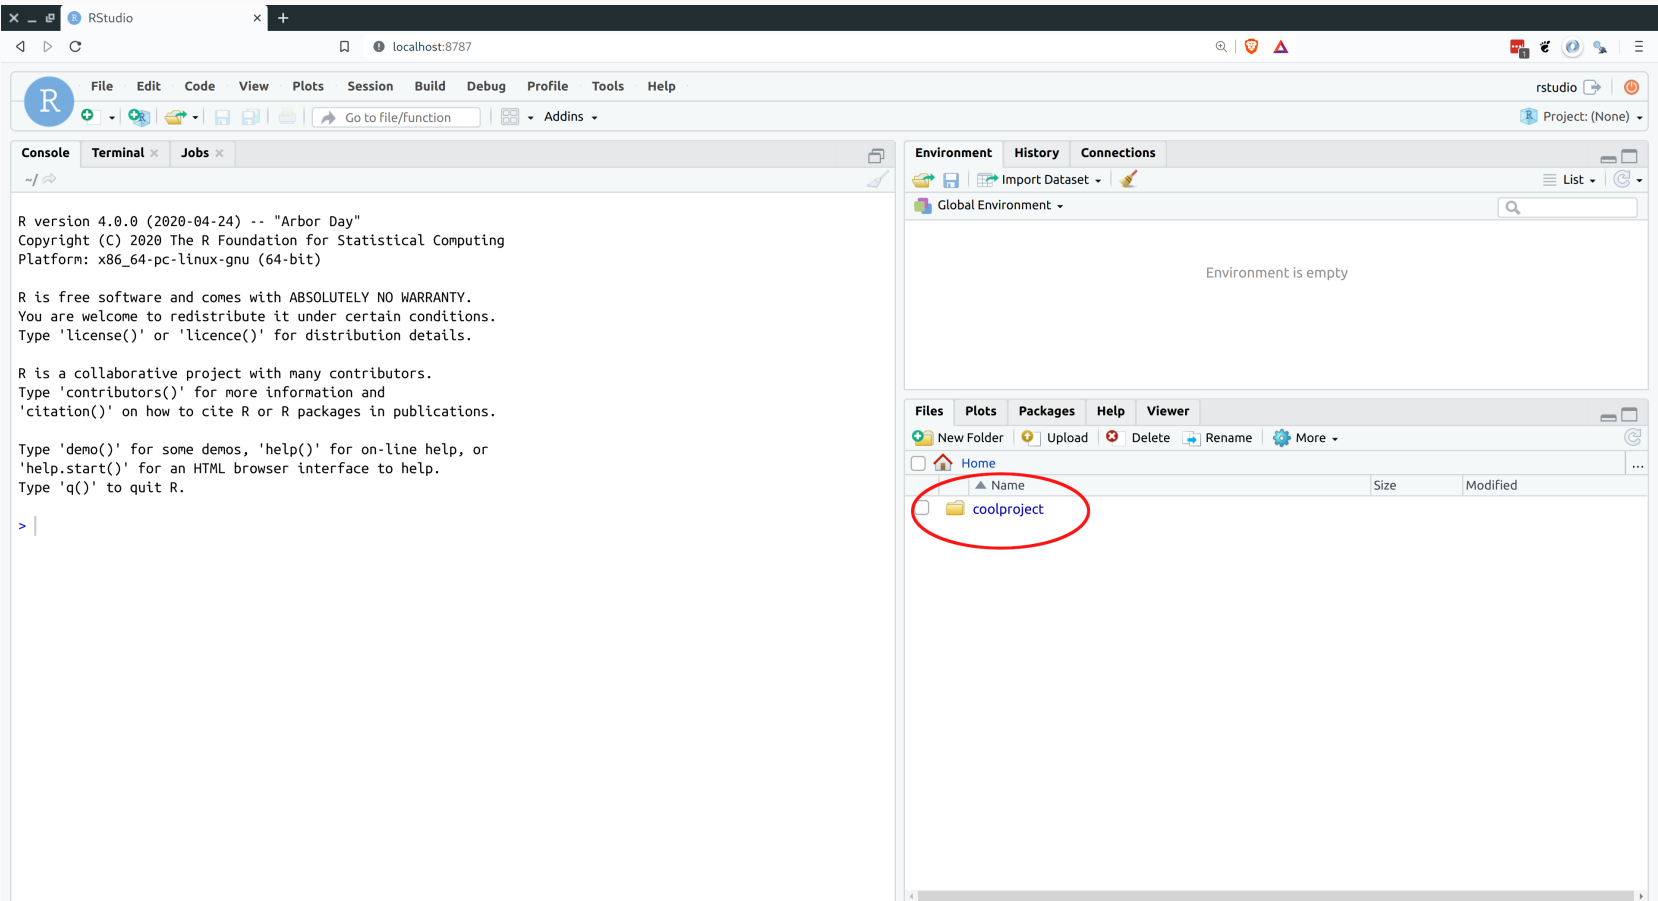 RStudio
localhost:8787
R
File Edit Code View Plots Session Build Debug Profile Tools Help
rstudio
Go to file/function
Addins
Project: (None)
Console Terminal Jobs
~/
R version 4.0.0 (2020-04-24) -- "Arbor Day"
Copyright (C) 2020 The R Foundation for Statistical Computing
Platform: x86_64-pc-linux-gnu (64-bit)
R is free software and comes with ABSOLUTELY NO WARRANTY.
You are welcome to redistribute it under certain conditions.
Type 'license()' or 'licence()' for distribution details.
R is a collaborative project with many contributors.
Type 'contributors()' for more information and
'citation()' on how to cite R or R packages in publications.
Type 'demo()' for some demos, 'help()' for on-line help, or
'help.start()' for an HTML browser interface to help.
Type 'q()' to quit R.
>
Environment History Connections
Import Dataset
List
Global Environment
Environment is empty
Files Plots Packages Help Viewer
New Folder Upload Delete Rename More
Home
...
Name Size Modified
coolproject